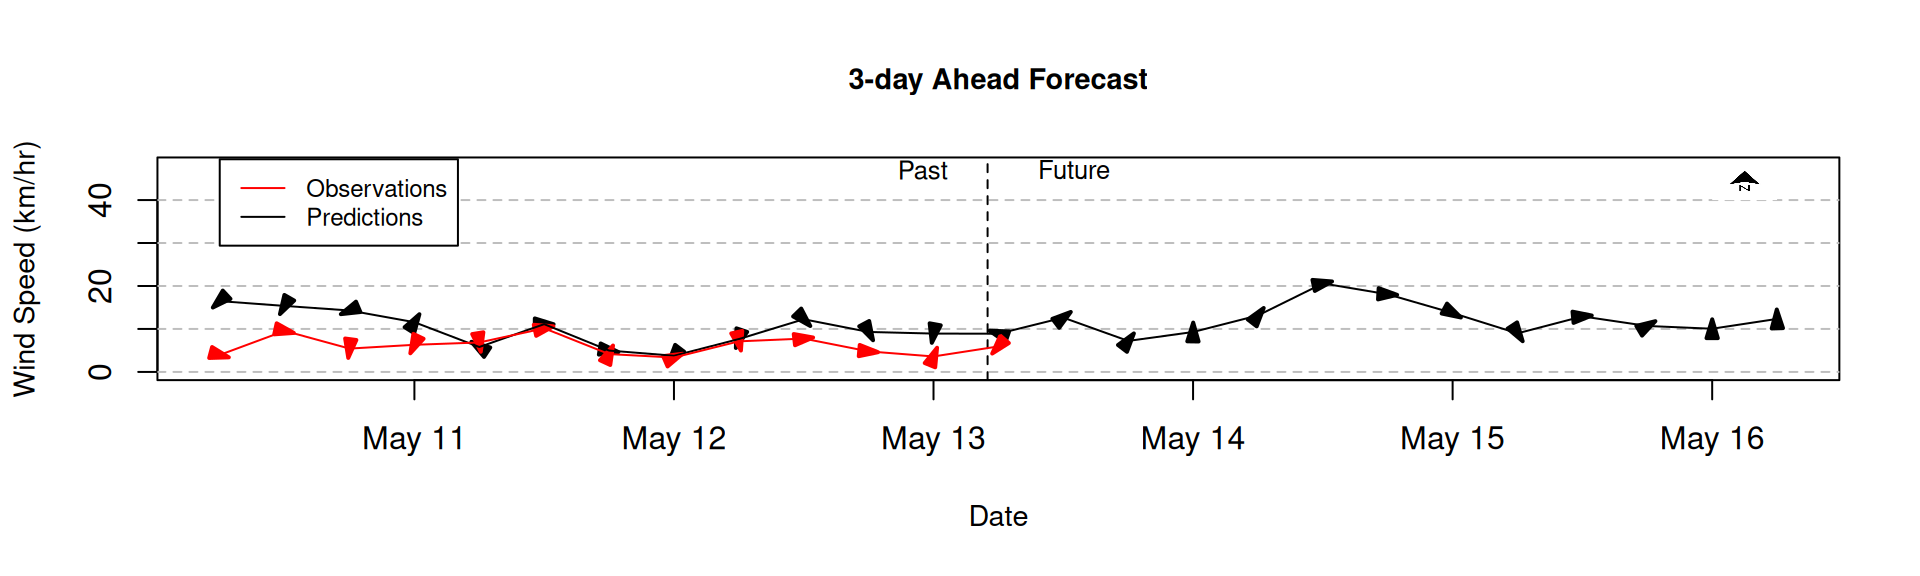 3-day Ahead Forecast
Past
Future
N
Observations
Predictions
Wind Speed (km/hr)
40
20
0
May 11
May 12
May 13
May 14
May 15
May 16
Date